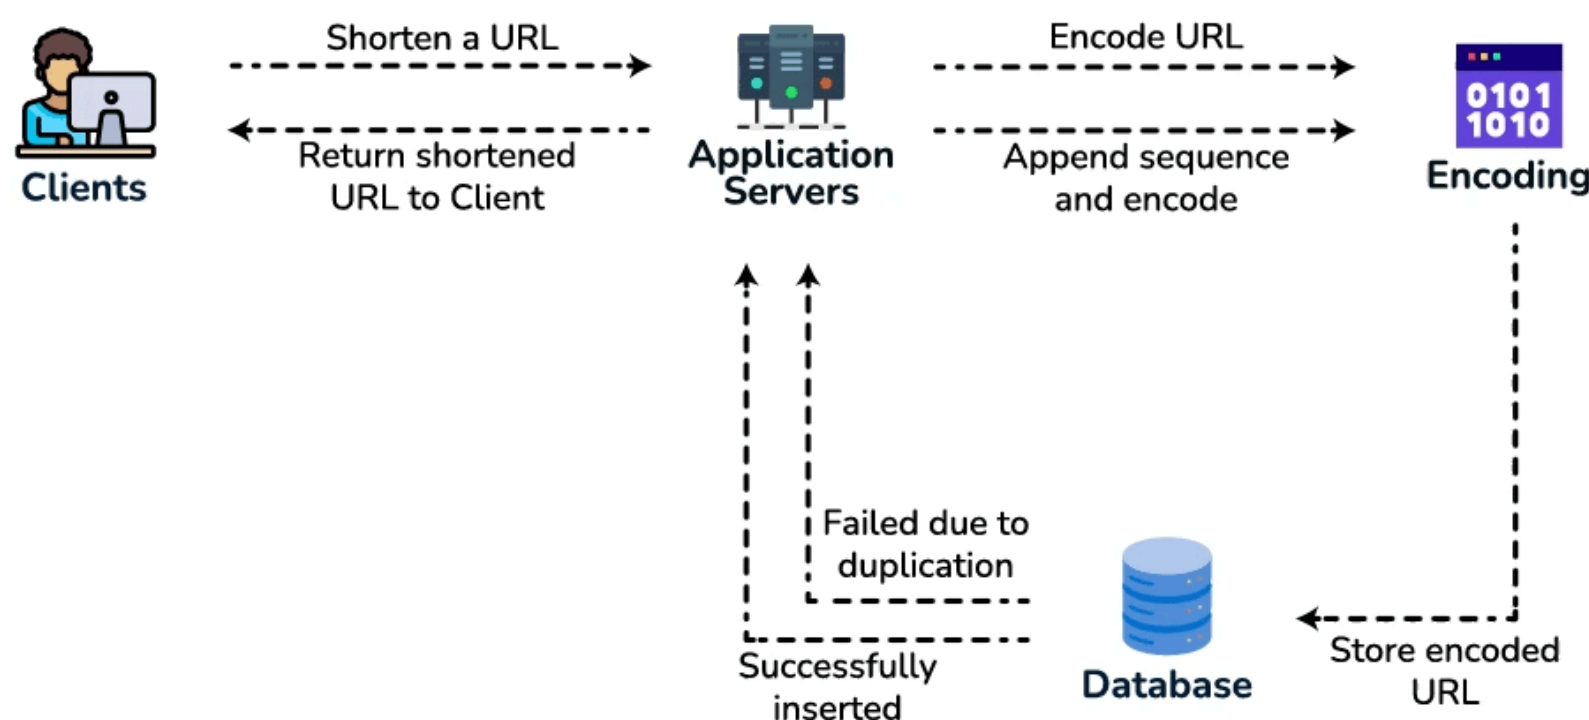 Shorten a URL
Encode URL
0101
1010
Return shortened
URL to Client
Clients
Application
Servers
Append sequence
and encode
Encoding
Failed due to
duplication
Successfully
inserted
Database
Store encoded
URL